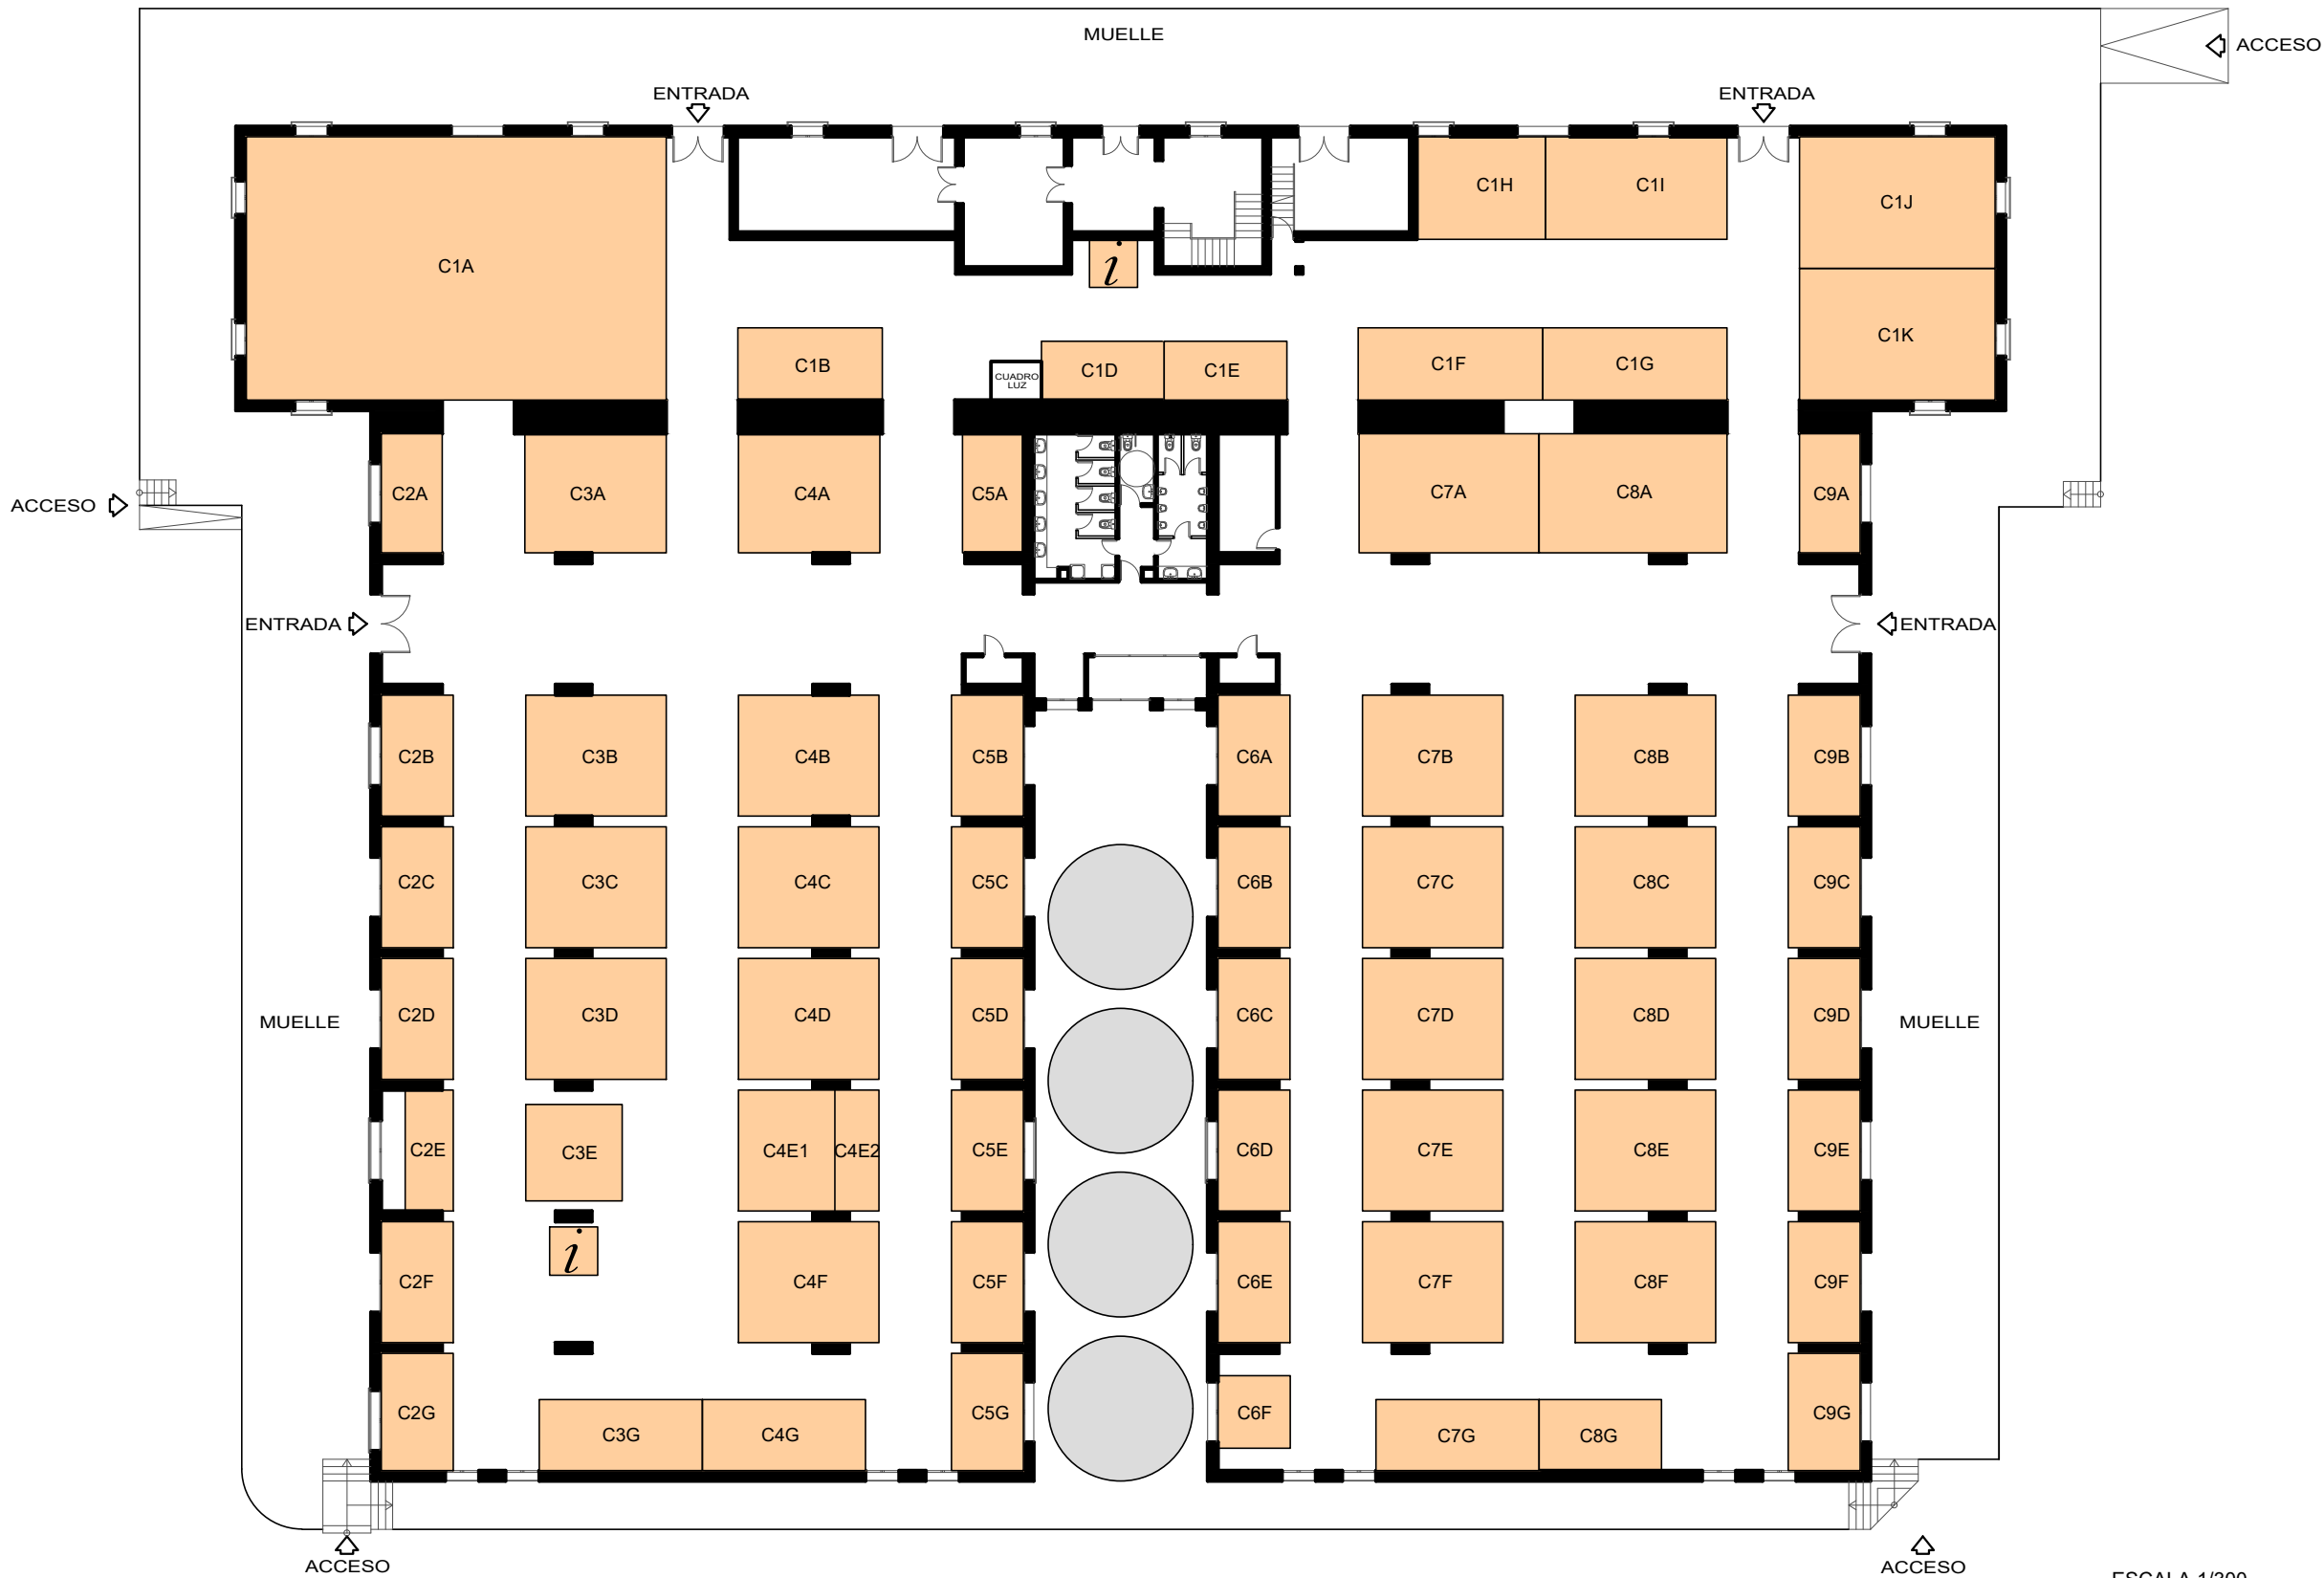 MUELLE
ACCESO
ENTRADA
ENTRADA
C1H
C1I
C1J
C1A
i
C1K
C1B
CUADRO
LUZ
C1D
C1E
C1F
C1G
C2A
C3A
C4A
C5A
C7A
C8A
C9A
ACCESO
ENTRADA
ENTRADA
C2B
C3B
C4B
C5B
C6A
C7B
C8B
C9B
C2C
C3C
C4C
C5C
C6B
C7C
C8C
C9C
C2D
C3D
C4D
C5D
C6C
C7D
C8D
C9D
MUELLE
MUELLE
C2E
C3E
C4E1
C4E2
C5E
C6D
C7E
C8E
C9E
i
C2F
C4F
C5F
C6E
C7F
C8F
C9F
C2G
C3G
C4G
C5G
C6F
C7G
C8G
C9G
ACCESO
ACCESO
ESCALA 1/300